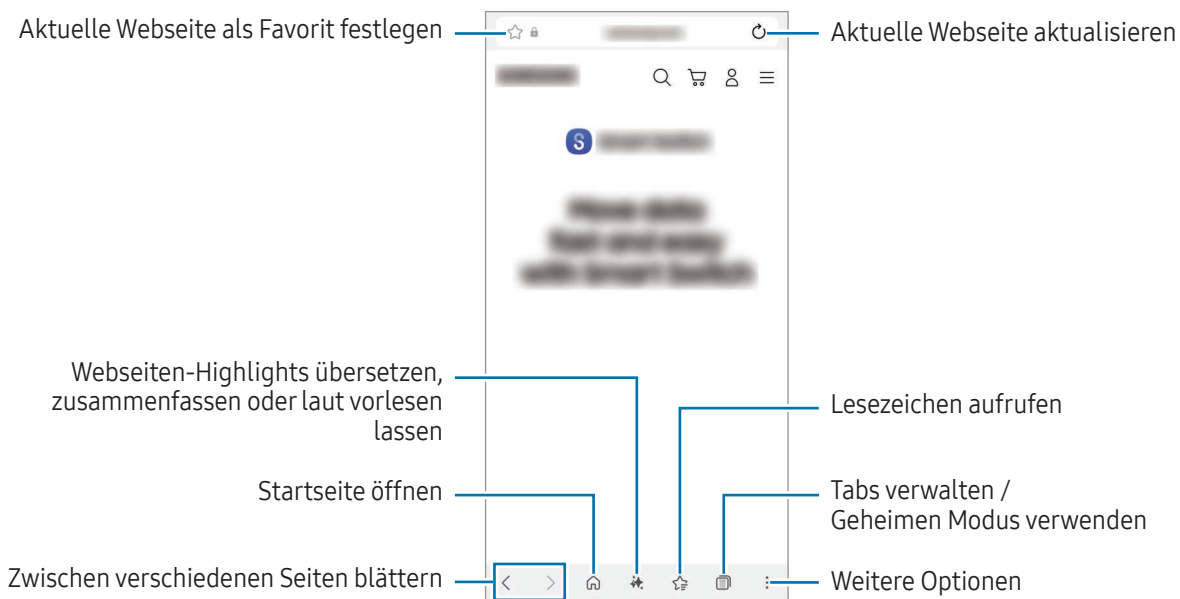 Aktuelle Webseite als Favorit festlegen
Aktuelle Webseite aktualisieren
S
Webseiten-Highlights übersetzen,
zusammenfassen oder laut vorlesen
lassen
Lesezeichen aufrufen
Startseite öffnen
Tabs verwalten /
Geheimen Modus verwenden
Zwischen verschiedenen Seiten blättern
Weitere Optionen